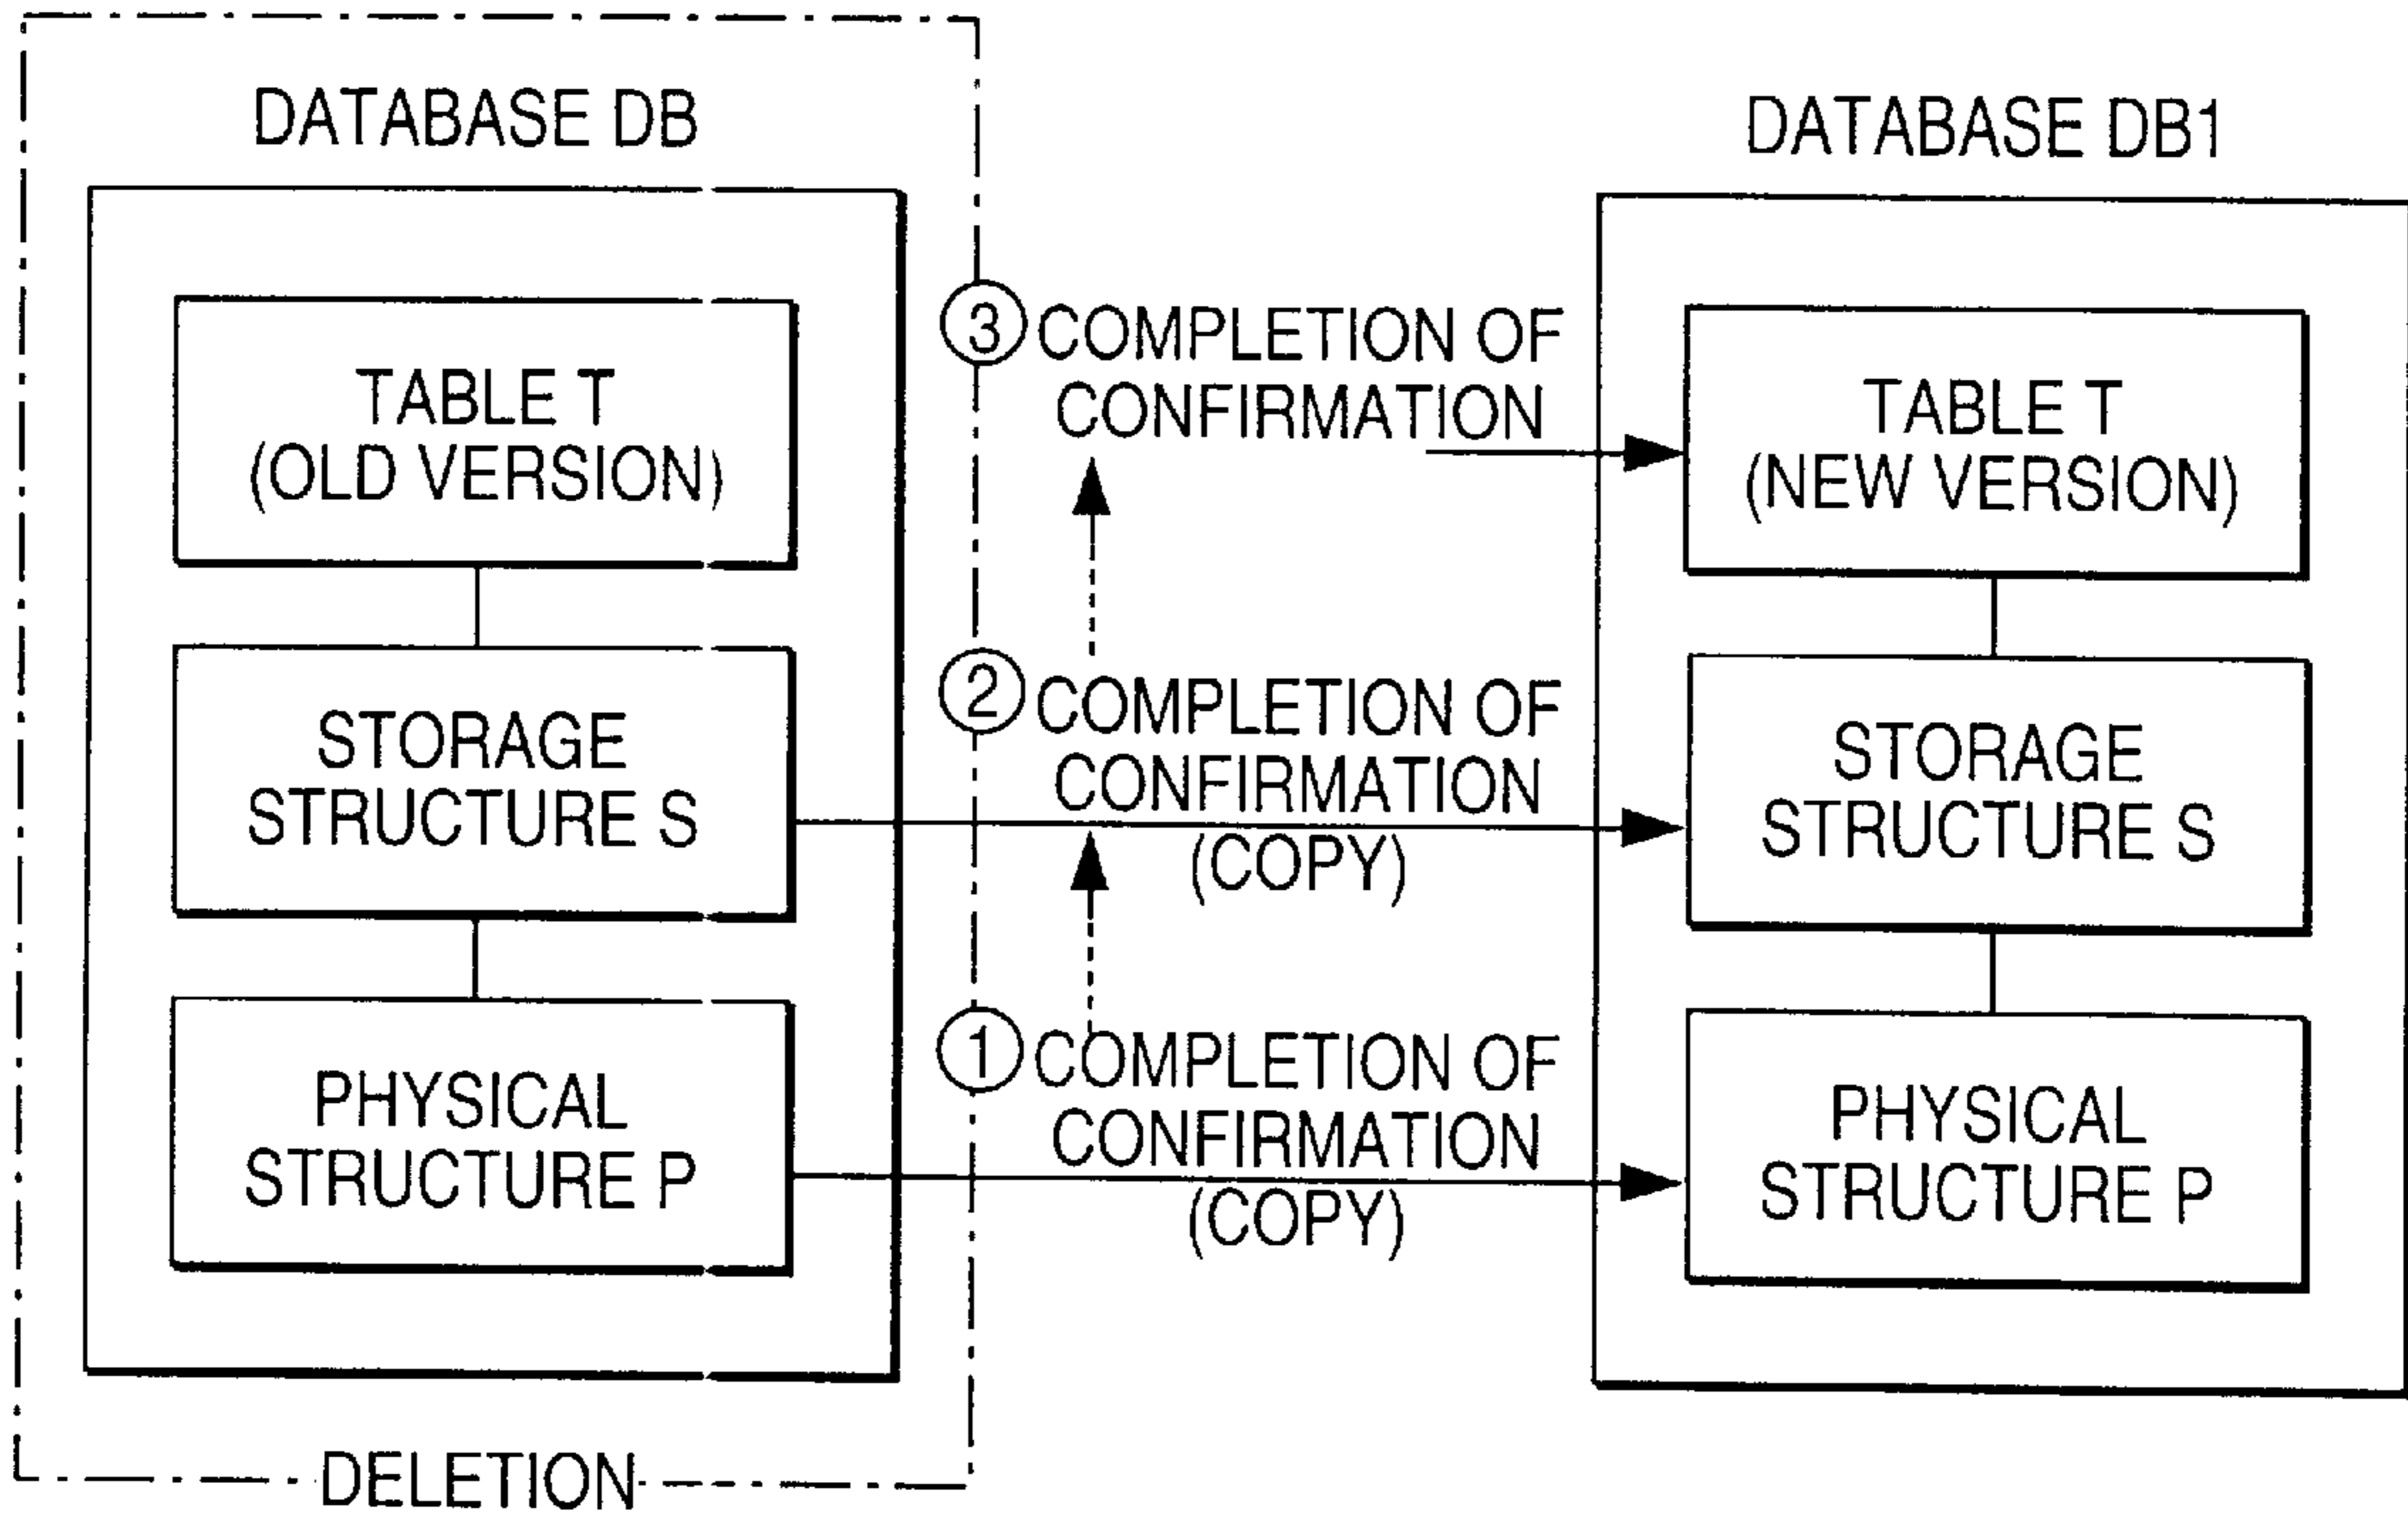 DATABASE DB
TABLE T
(OLD VERSION)
STORAGE
STRUCTURE S
PHYSICAL
STRUCTURE P
DELETION
③ COMPLETION OF
CONFIRMATION
② COMPLETION OF
CONFIRMATION
(COPY)
① COMPLETION OF
CONFIRMATION
(COPY)
DATABASE DB1
TABLE T
(NEW VERSION)
STORAGE
STRUCTURE S
PHYSICAL
STRUCTURE P